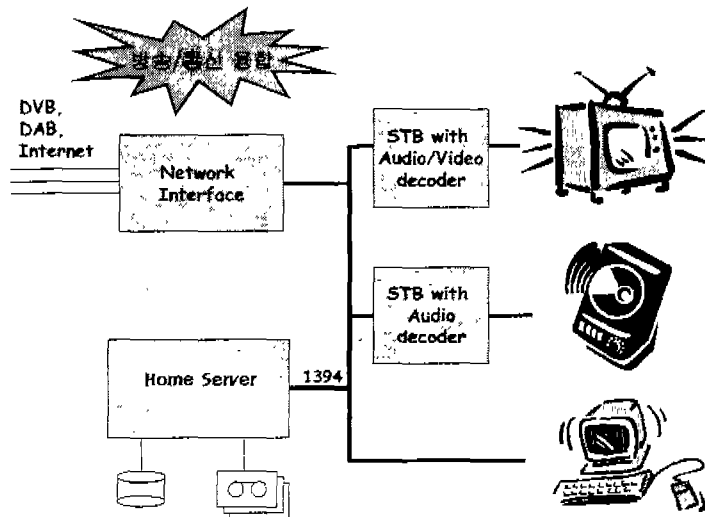 방송/통신 융합
DVB,
DAB,
Internet
Network
Interface
STB with
Audio/Video
decoder
STB with
Audio
decoder
Home Server
1394